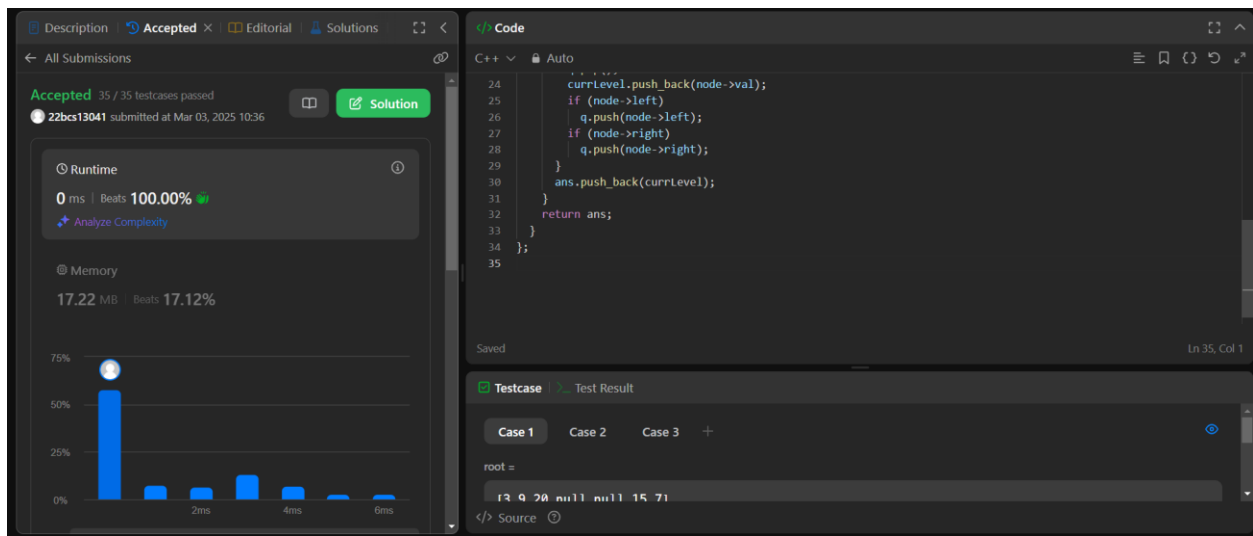 Description
Accepted
Editorial
Solutions
All Submissions
Accepted 35 / 35 testcases passed
22bcs13041 submitted at Mar 03, 2025 10:36
Solution
Runtime
0 ms | Beats 100.00%
Analyze Complexity
Memory
17.22 MB | Beats 17.12%
75%
50%
25%
0%
2ms
4ms
6ms
</> Code
C++
Auto
24 currLevel.push_back(node->val);
25 if (node->left)
26 q.push(node->left);
27 if (node->right)
28 q.push(node->right);
29 }
30 ans.push_back(currLevel);
31 }
32 return ans;
33 }
34 };
35
Saved
Ln 35, Col 1
Testcase
Test Result
Case 1
Case 2
Case 3
root =
[3,9,20,null,null,15,7]
</> Source